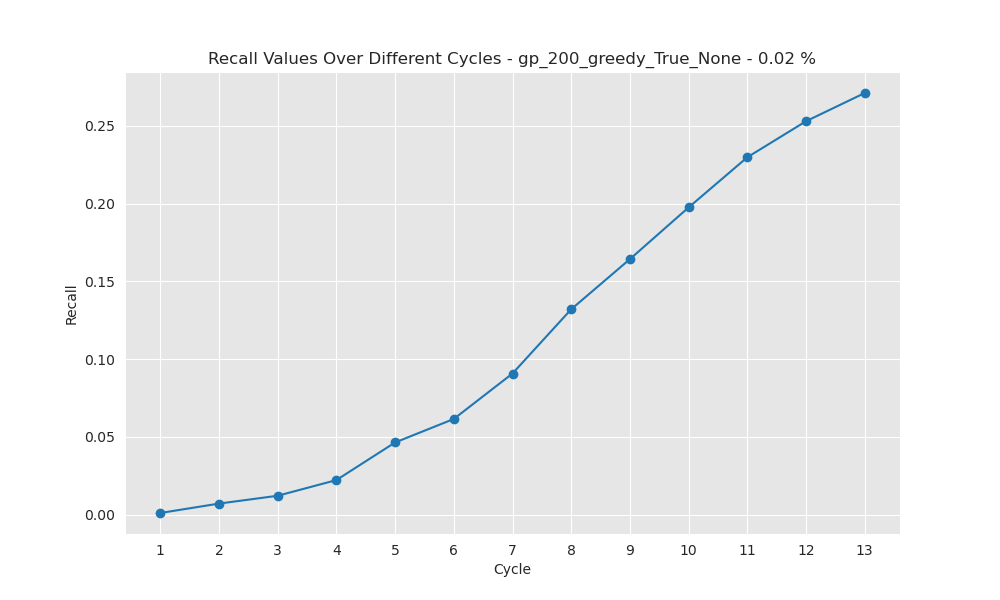 Recall Values Over Different Cycles - gp_200_greedy_True_None - 0.02 %
0.25
0.20
0.15
0.10
0.05
0.00
Recall
1 2 3 4 5 6 7 8 9 10 11 12 13
Cycle